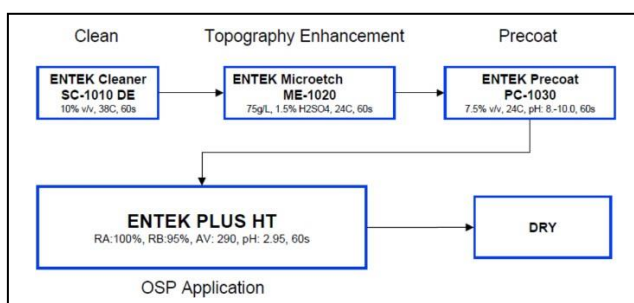 Clean
Topography Enhancement
Precoat
ENTEK Cleaner
SC-1010 DE
10% v/v, 38C, 60s
ENTEK Microetch
ME-1020
75g/L, 1.5% H2SO4, 24C, 60s
ENTEK Precoat
PC-1030
7.5% v/v, 24C, pH: 8.-10.0, 60s
ENTEK PLUS HT
RA:100%, RB:95%, AV: 290, pH: 2.95, 60s
DRY
OSP Application